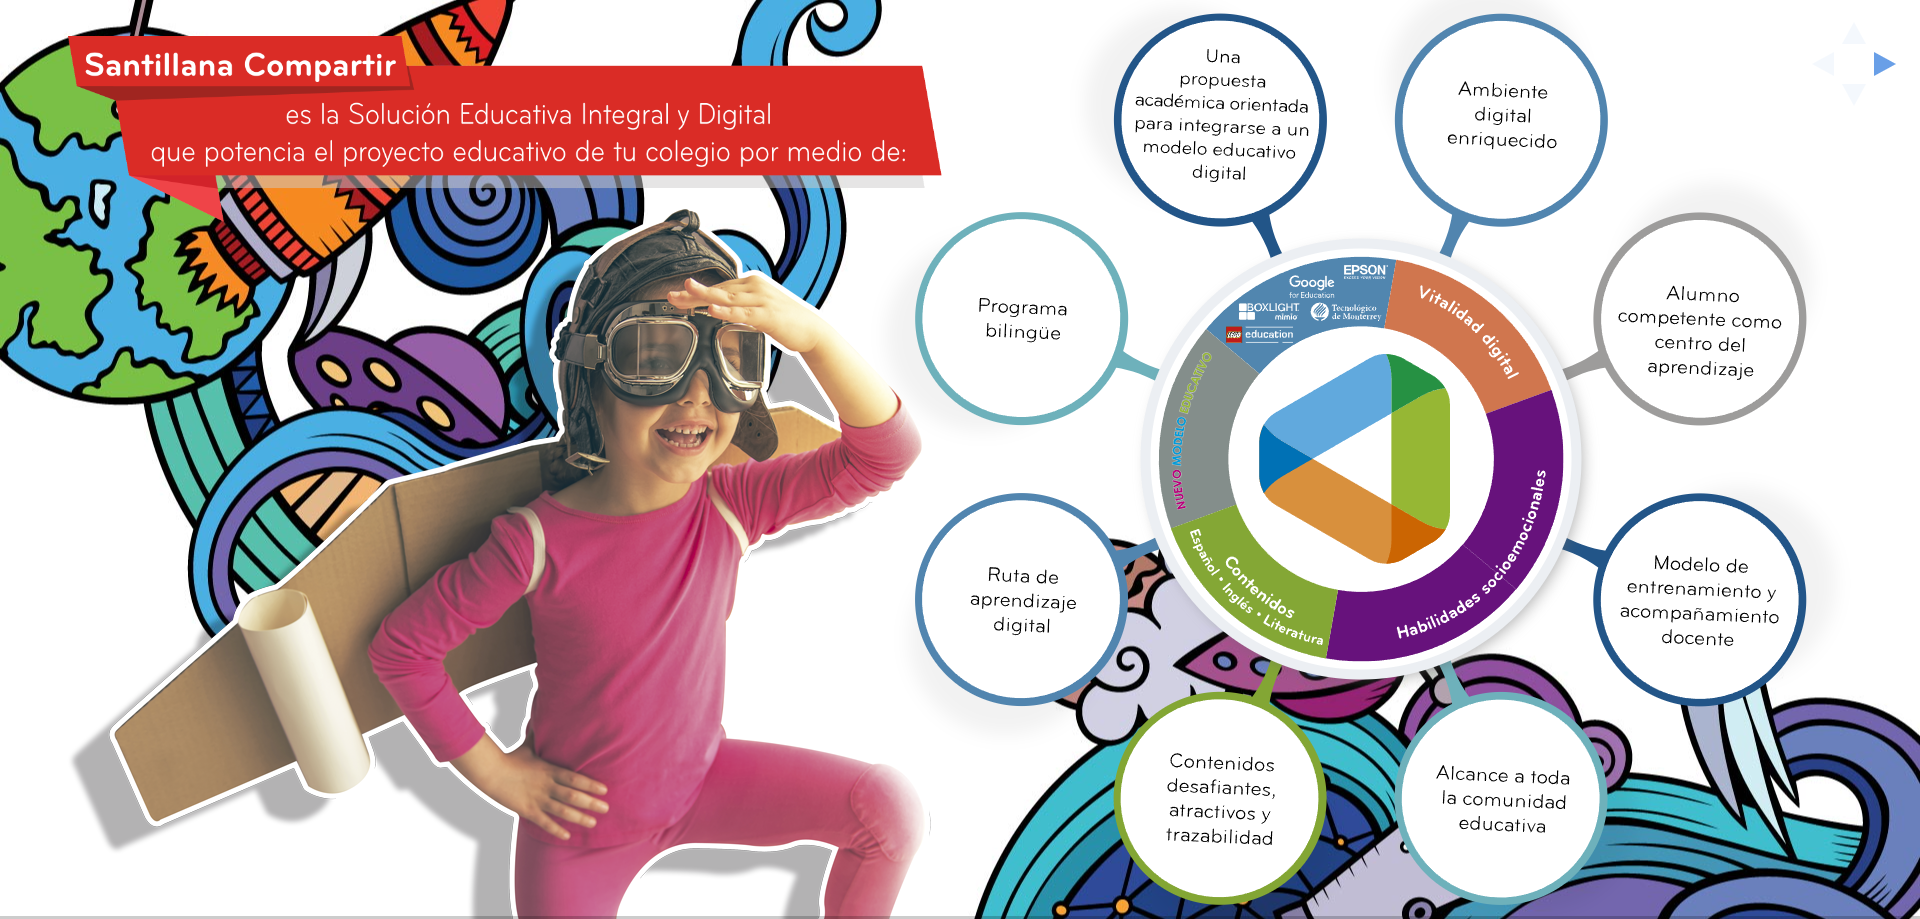 Santillana Compartir
es la Solución Educativa Integral y Digital
que potencia el proyecto educativo de tu colegio por medio de:
Una
propuesta
académica orientada
para integrarse a un
modelo educativo
digital
Ambiente
digital
enriquecido
Programa
bilingüe
Alumno
competente como
centro del
aprendizaje
Ruta de
aprendizaje
digital
Modelo de
entrenamiento y
acompañamiento
docente
Contenidos
desafiantes,
atractivos y
trazabilidad
Alcance a toda
la comunidad
educativa
EPSON
EXCEED YOUR VISION
Google
for Education
BOXLIGHT
mimio
Tecnológico
de Monterrey
LEGO education
Vitalidad digital
Habilidades socioemocionales
Contenidos
Español • Inglés • Literatura
NUEVO MODELO EDUCATIVO